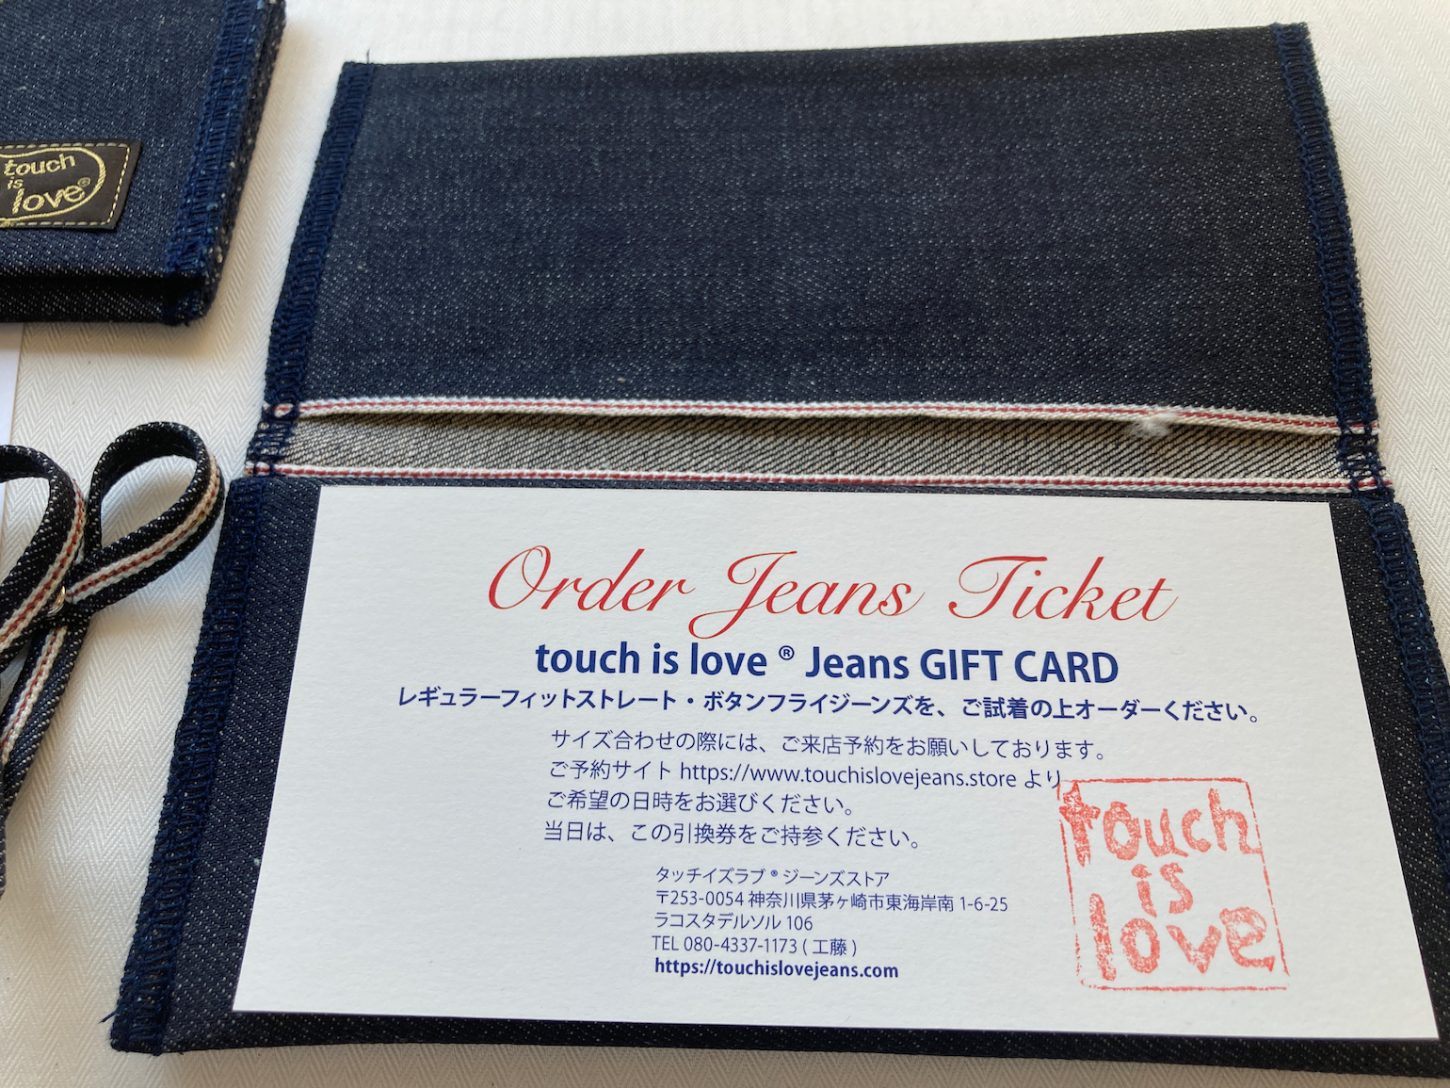 touch
is
love®
Order Jeans Ticket
touch is love ® Jeans GIFT CARD
レギュラーフィットストレート・ボタンフライジーンズを、ご試着の上オーダーください。
サイズ合わせの際には、ご来店予約をお願いしております。
ご予約サイト https://www.touchislovejeans.store より
ご希望の日時をお選びください。
当日は、この引換券をご持参ください。
タッチイズラブ ® ジーンズストア
〒253-0054 神奈川県茅ヶ崎市東海岸南 1-6-25
ラコスタデルソル 106
TEL 080-4337-1173 ( 工藤 )
https://touchislovejeans.com
touch
is
love